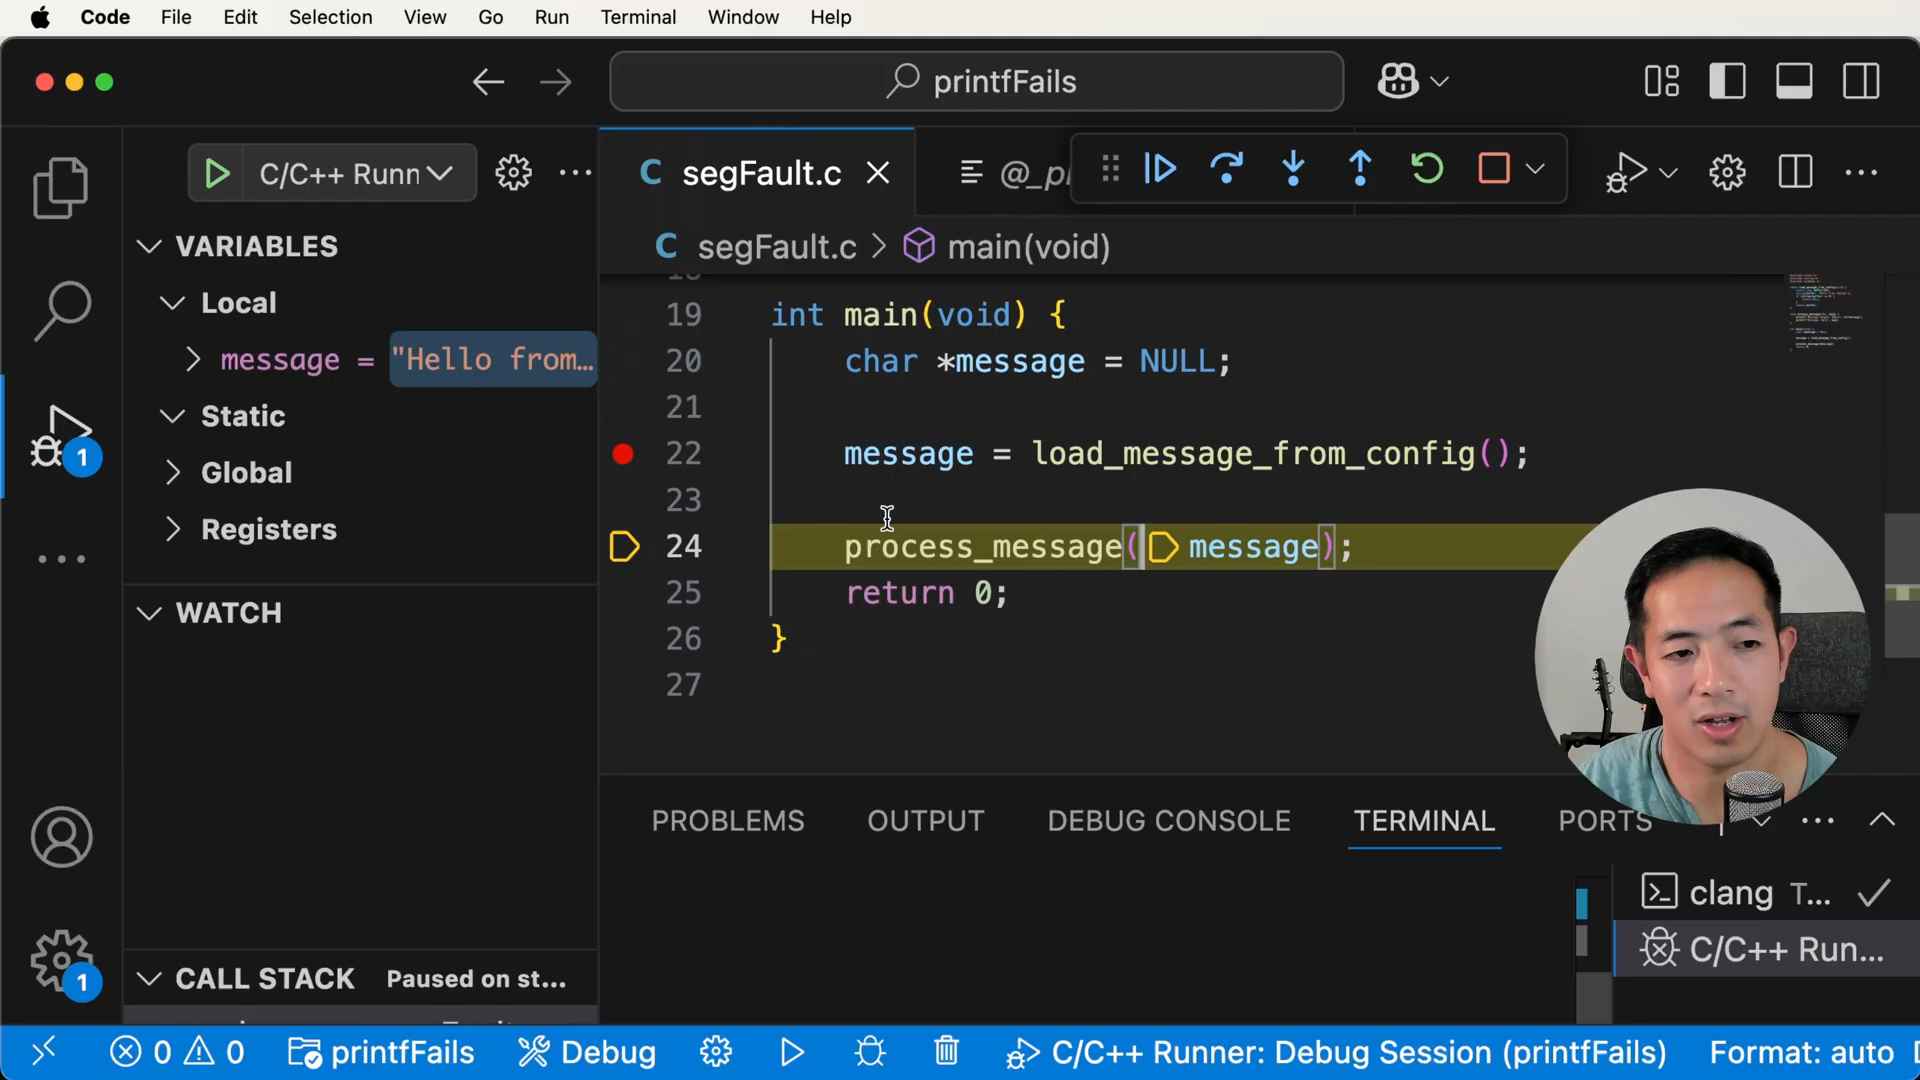 Code File Edit Selection View Go Run Terminal Window Help
printfFails
C/C++ Runn
C segFault.c
@_pl
VARIABLES
C segFault.c > main(void)
Local
message = "Hello from…
Static
Global
Registers
19 int main(void) {
20 char *message = NULL;
21
22 message = load_message_from_config();
23
24 process_message(message);
25 return 0;
26 }
27
1
WATCH
PROBLEMS OUTPUT DEBUG CONSOLE TERMINAL PORTS
clang T...
C/C++ Run...
CALL STACK Paused on st...
1
0 0 printfFails Debug C/C++ Runner: Debug Session (printfFails) Format: auto